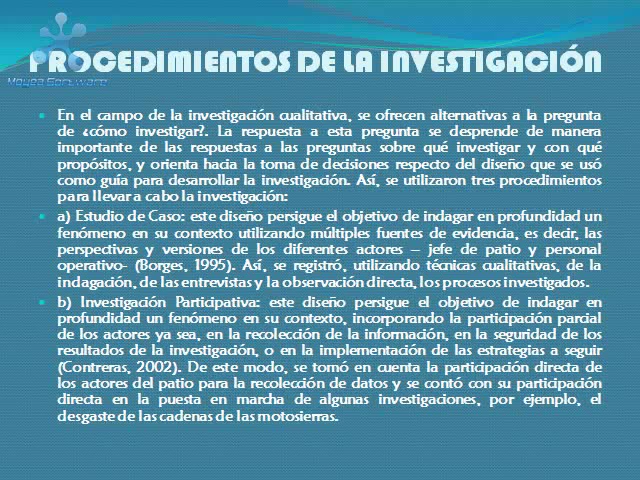 PROCEDIMIENTOS DE LA INVESTIGACIÓN
Movea Software
En el campo de la investigación cualitativa, se ofrecen alternativas a la pregunta
de ¿cómo investigar?. La respuesta a esta pregunta se desprende de manera
importante de las respuestas a las preguntas sobre qué investigar y con qué
propósitos, y orienta hacia la toma de decisiones respecto del diseño que se usó
como guía para desarrollar la investigación. Así, se utilizaron tres procedimientos
para llevar a cabo la investigación:
a) Estudio de Caso: este diseño persigue el objetivo de indagar en profundidad un
fenómeno en su contexto utilizando múltiples fuentes de evidencia, es decir, las
perspectivas y versiones de los diferentes actores – jefe de patio y personal
operativo- (Borges, 1995). Así, se registró, utilizando técnicas cualitativas, de la
indagación, de las entrevistas y la observación directa, los procesos investigados.
b) Investigación Participativa: este diseño persigue el objetivo de indagar en
profundidad un fenómeno en su contexto, incorporando la participación parcial
de los actores ya sea, en la recolección de la información, en la seguridad de los
resultados de la investigación, o en la implementación de las estrategias a seguir
(Contreras, 2002). De este modo, se tomó en cuenta la participación directa de
los actores del patio para la recolección de datos y se contó con su participación
directa en la puesta en marcha de algunas investigaciones, por ejemplo, el
desgaste de las cadenas de las motosierras.